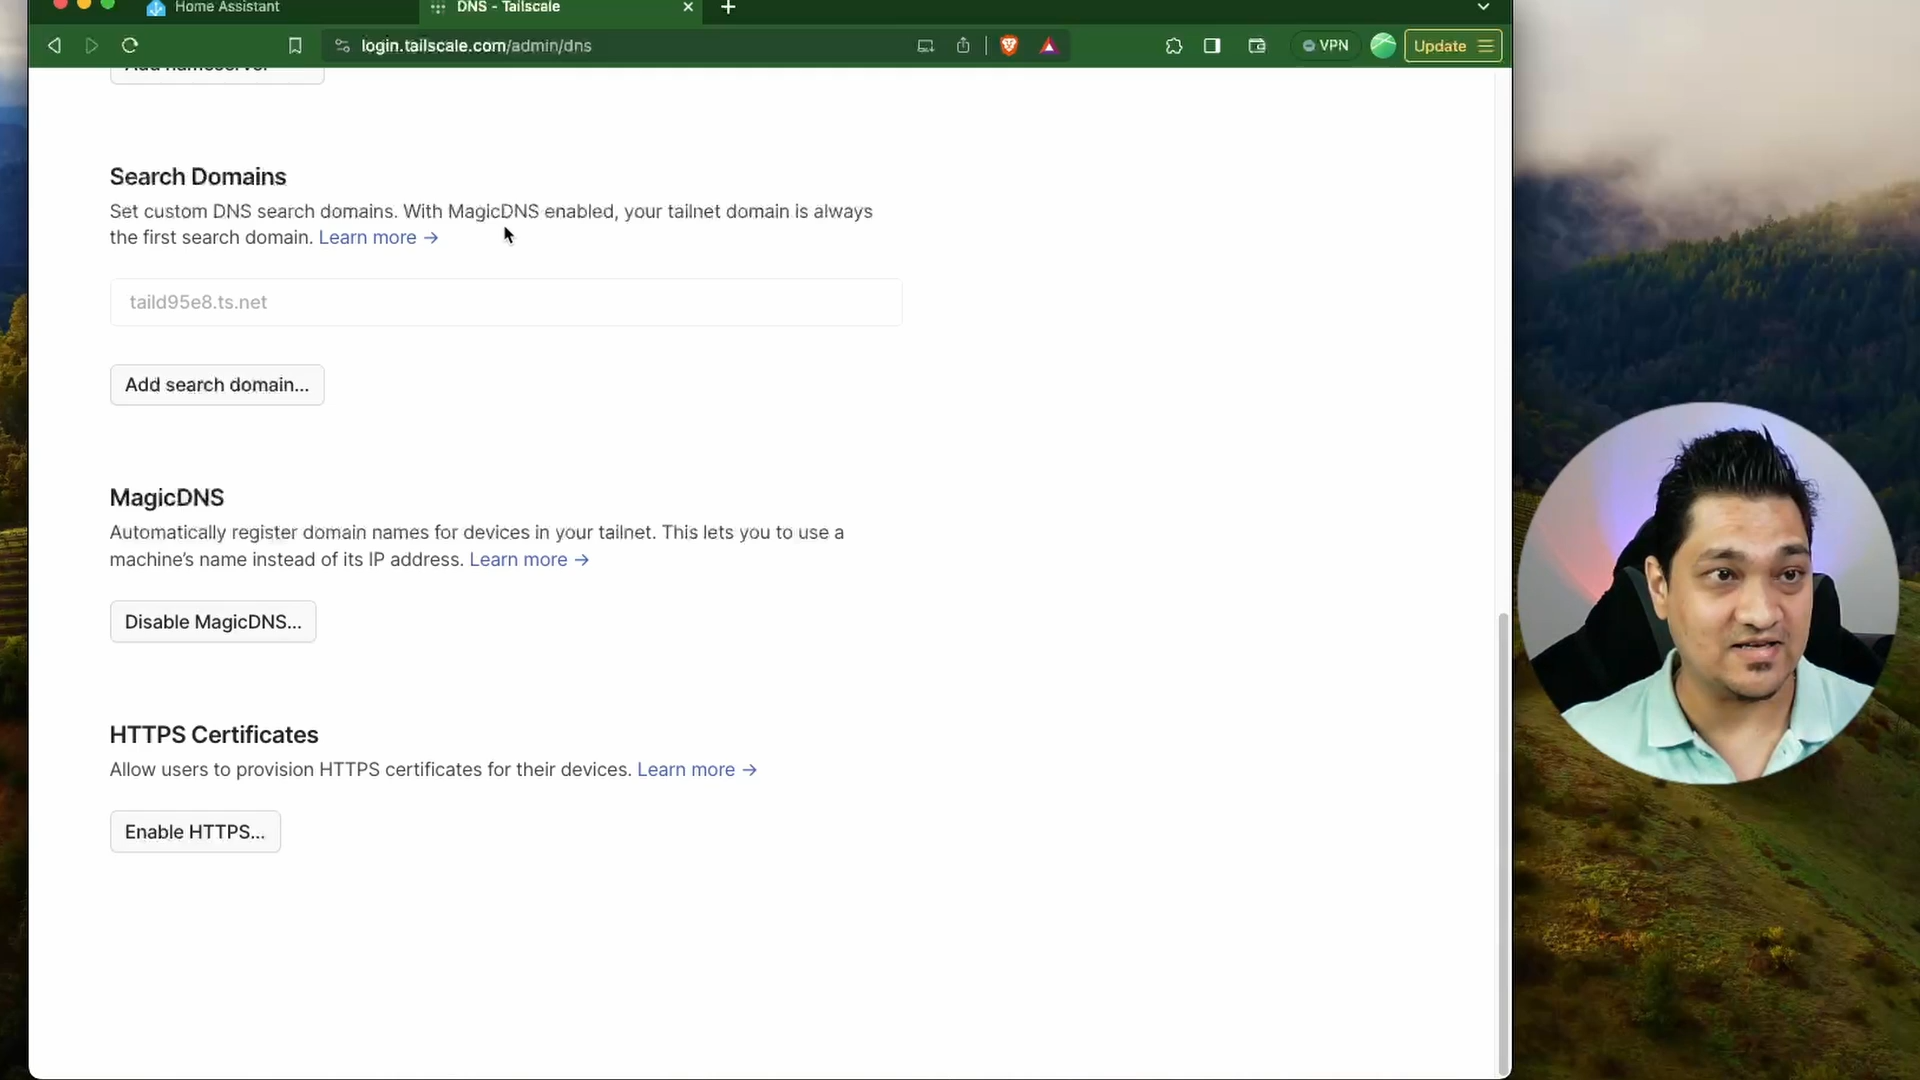 Home Assistant
DNS - Tailscale
login.tailscale.com/admin/dns
VPN
Update
Add nameserver
Search Domains
Set custom DNS search domains. With MagicDNS enabled, your tailnet domain is always
the first search domain. Learn more →
taild95e8.ts.net
Add search domain...
MagicDNS
Automatically register domain names for devices in your tailnet. This lets you to use a
machine’s name instead of its IP address. Learn more →
Disable MagicDNS...
HTTPS Certificates
Allow users to provision HTTPS certificates for their devices. Learn more →
Enable HTTPS...